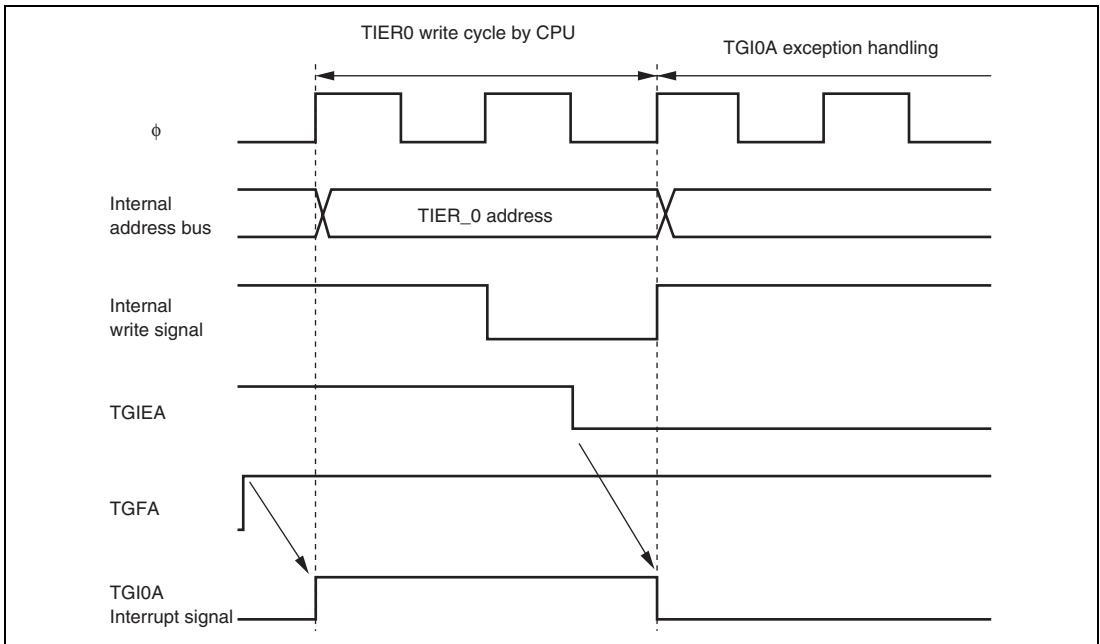 TIER0 write cycle by CPU
TGI0A exception handling
ϕ
Internal
address bus
TIER_0 address
Internal
write signal
TGIEA
TGFA
TGI0A
Interrupt signal